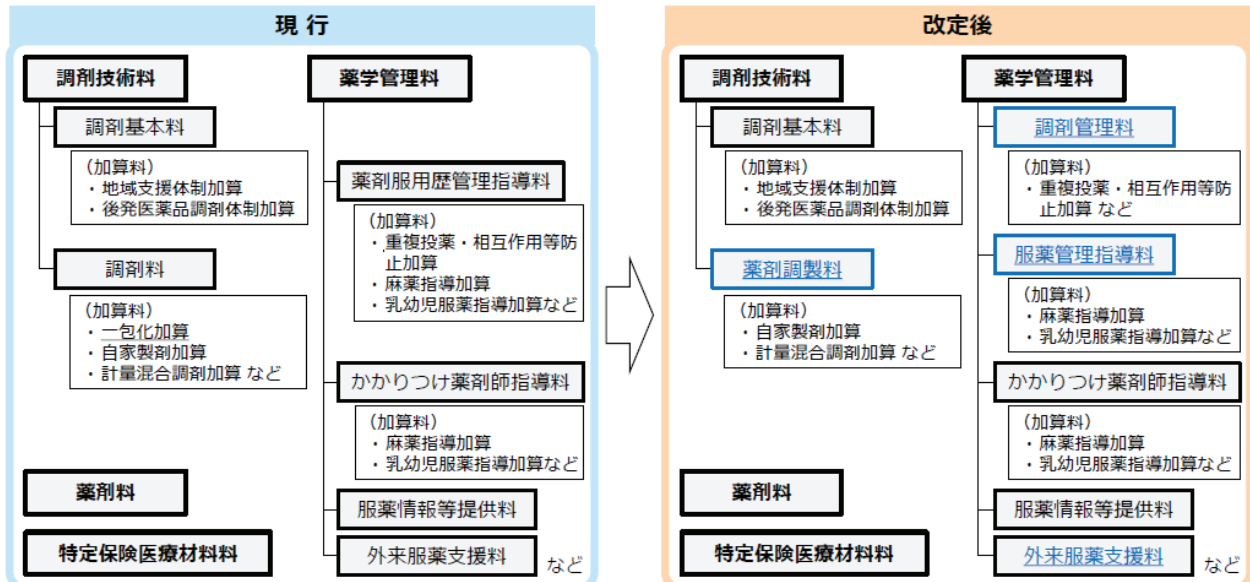 現 行
調剤技術料
調剤基本料
（加算料）
・地域支援体制加算
・後発医薬品調剤体制加算
調剤料
（加算料）
・一包化加算
・自家製剤加算
・計量混合調剤加算 など
薬剤料
特定保険医療材料料
薬学管理料
薬剤服用歴管理指導料
（加算料）
・重複投薬・相互作用等防
止加算
・麻薬指導加算
・乳幼児服薬指導加算など
かかりつけ薬剤師指導料
（加算料）
・麻薬指導加算
・乳幼児服薬指導加算など
服薬情報等提供料
外来服薬支援料
など
改定後
調剤技術料
調剤基本料
（加算料）
・地域支援体制加算
・後発医薬品調剤体制加算
薬剤調製料
（加算料）
・自家製剤加算
・計量混合調剤加算 など
薬剤料
特定保険医療材料料
薬学管理料
調剤管理料
（加算料）
・重複投薬・相互作用等防
止加算 など
服薬管理指導料
（加算料）
・麻薬指導加算
・乳幼児服薬指導加算など
かかりつけ薬剤師指導料
（加算料）
・麻薬指導加算
・乳幼児服薬指導加算など
服薬情報等提供料
外来服薬支援料
など